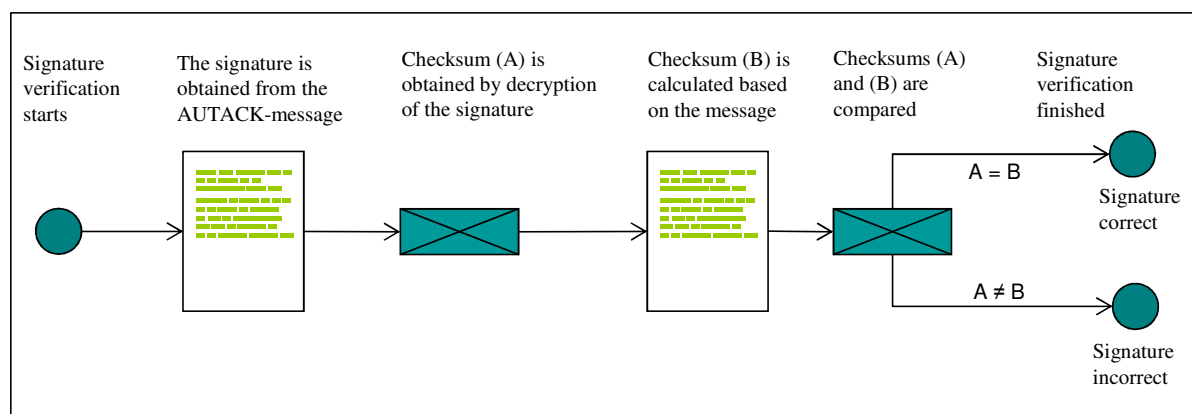 Signature
verification
starts
The signature is
obtained from the
AUTACK-message
Checksum (A) is
obtained by decryption
of the signature
Checksum (B) is
calculated based
on the message
Checksums (A)
and (B) are
compared
Signature
verification
finished
A = B
Signature
correct
A ≠ B
Signature
incorrect